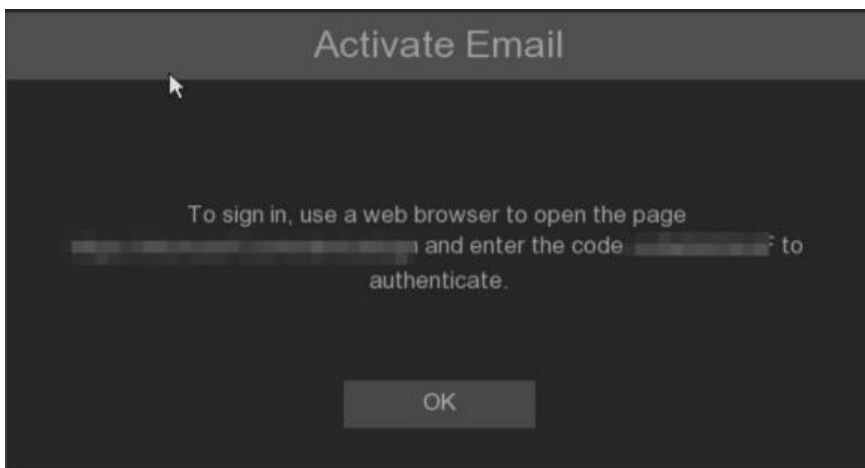 Activate Email
To sign in, use a web browser to open the page
and enter the code to
authenticate.
OK